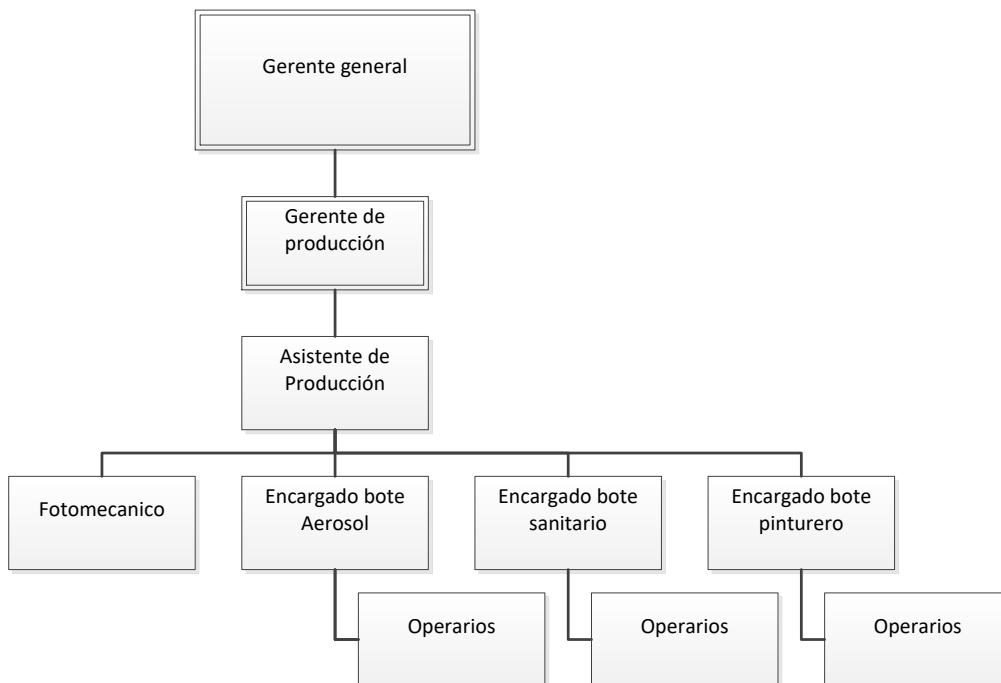 Gerente general
Gerente de
producción
Asistente de
Producción
Fotomecanico
Encargado bote
Aerosol
Encargado bote
sanitario
Encargado bote
pinturero
Operarios
Operarios
Operarios